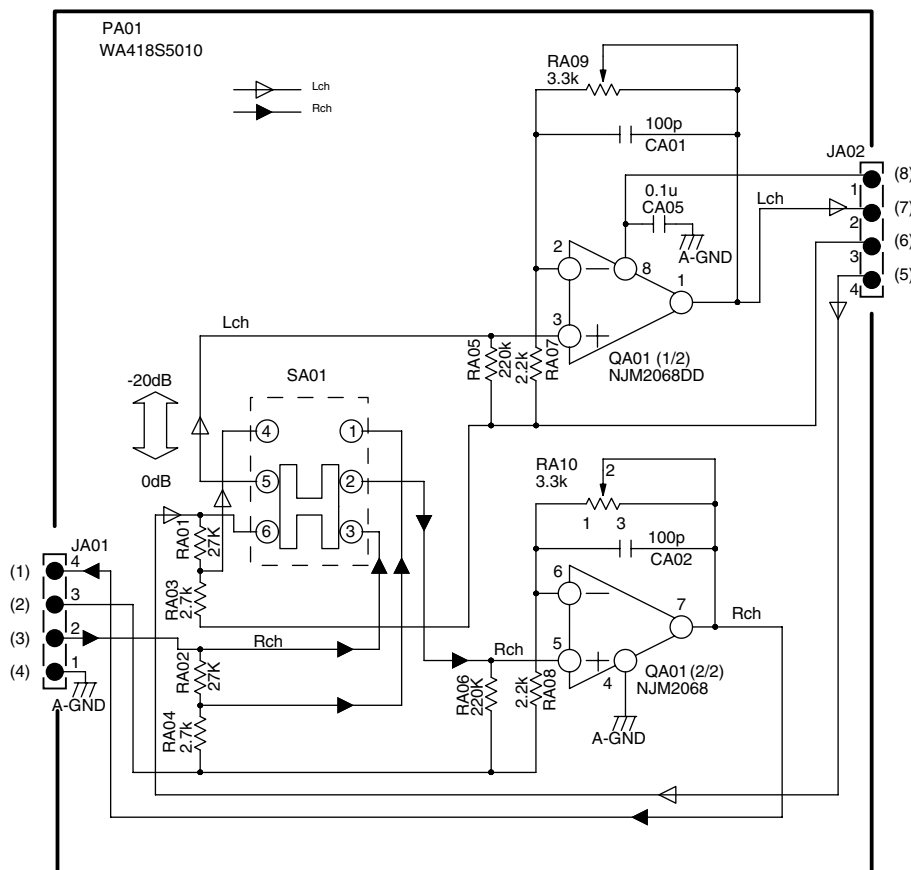 PA01
WA418S5010
Lch
Rch
RA09
3.3k
100p
CA01
JA02
(8)
1
(7)
2
(6)
3
(5)
4
0.1u
CA05
A-GND
Lch
2
8
1
3
QA01 (1/2)
NJM2068DD
RA05
220k
2.2k
RA07
Lch
-20dB
0dB
SA01
4
1
5
2
6
3
RA01
27K
RA03
2.7k
JA01
(1)
4
(2)
3
(3)
2
(4)
1
A-GND
Rch
RA02
27K
RA04
2.7k
RA10
3.3k
2
1
3
100p
CA02
6
7
5
4
Rch
Rch
QA01 (2/2)
NJM2068
RA06
220K
2.2k
RA08
A-GND